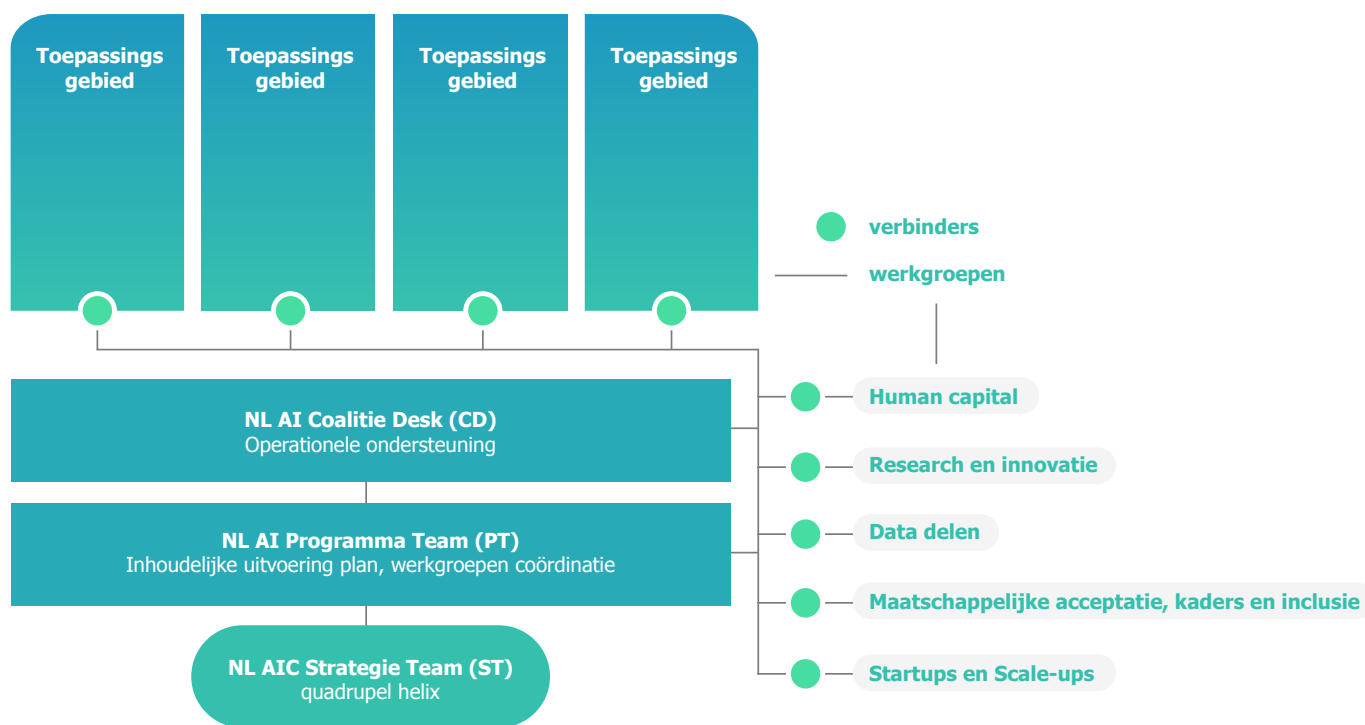 Toepassings
gebied
Toepassings
gebied
Toepassings
gebied
Toepassings
gebied
verbinders
werkgroepen
NL AI Coalitie Desk (CD)
Operationele ondersteuning
NL AI Programma Team (PT)
Inhoudelijke uitvoering plan, werkgroepen coördinatie
NL AIC Strategie Team (ST)
quadrupel helix
Human capital
Research en innovatie
Data delen
Maatschappelijke acceptatie, kaders en inclusie
Startups en Scale-ups